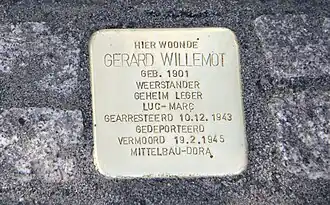 HIER WOONDE
GERARD WILLEMOT
GEB. 1901
WEERSTANDER
GEHEIM LEGER
LUC-MARC
GEARRESTEERD 10.12.1943
GEDEPORTEERD
VERMOORD 19.2.1945
MITTELBAU-DORA